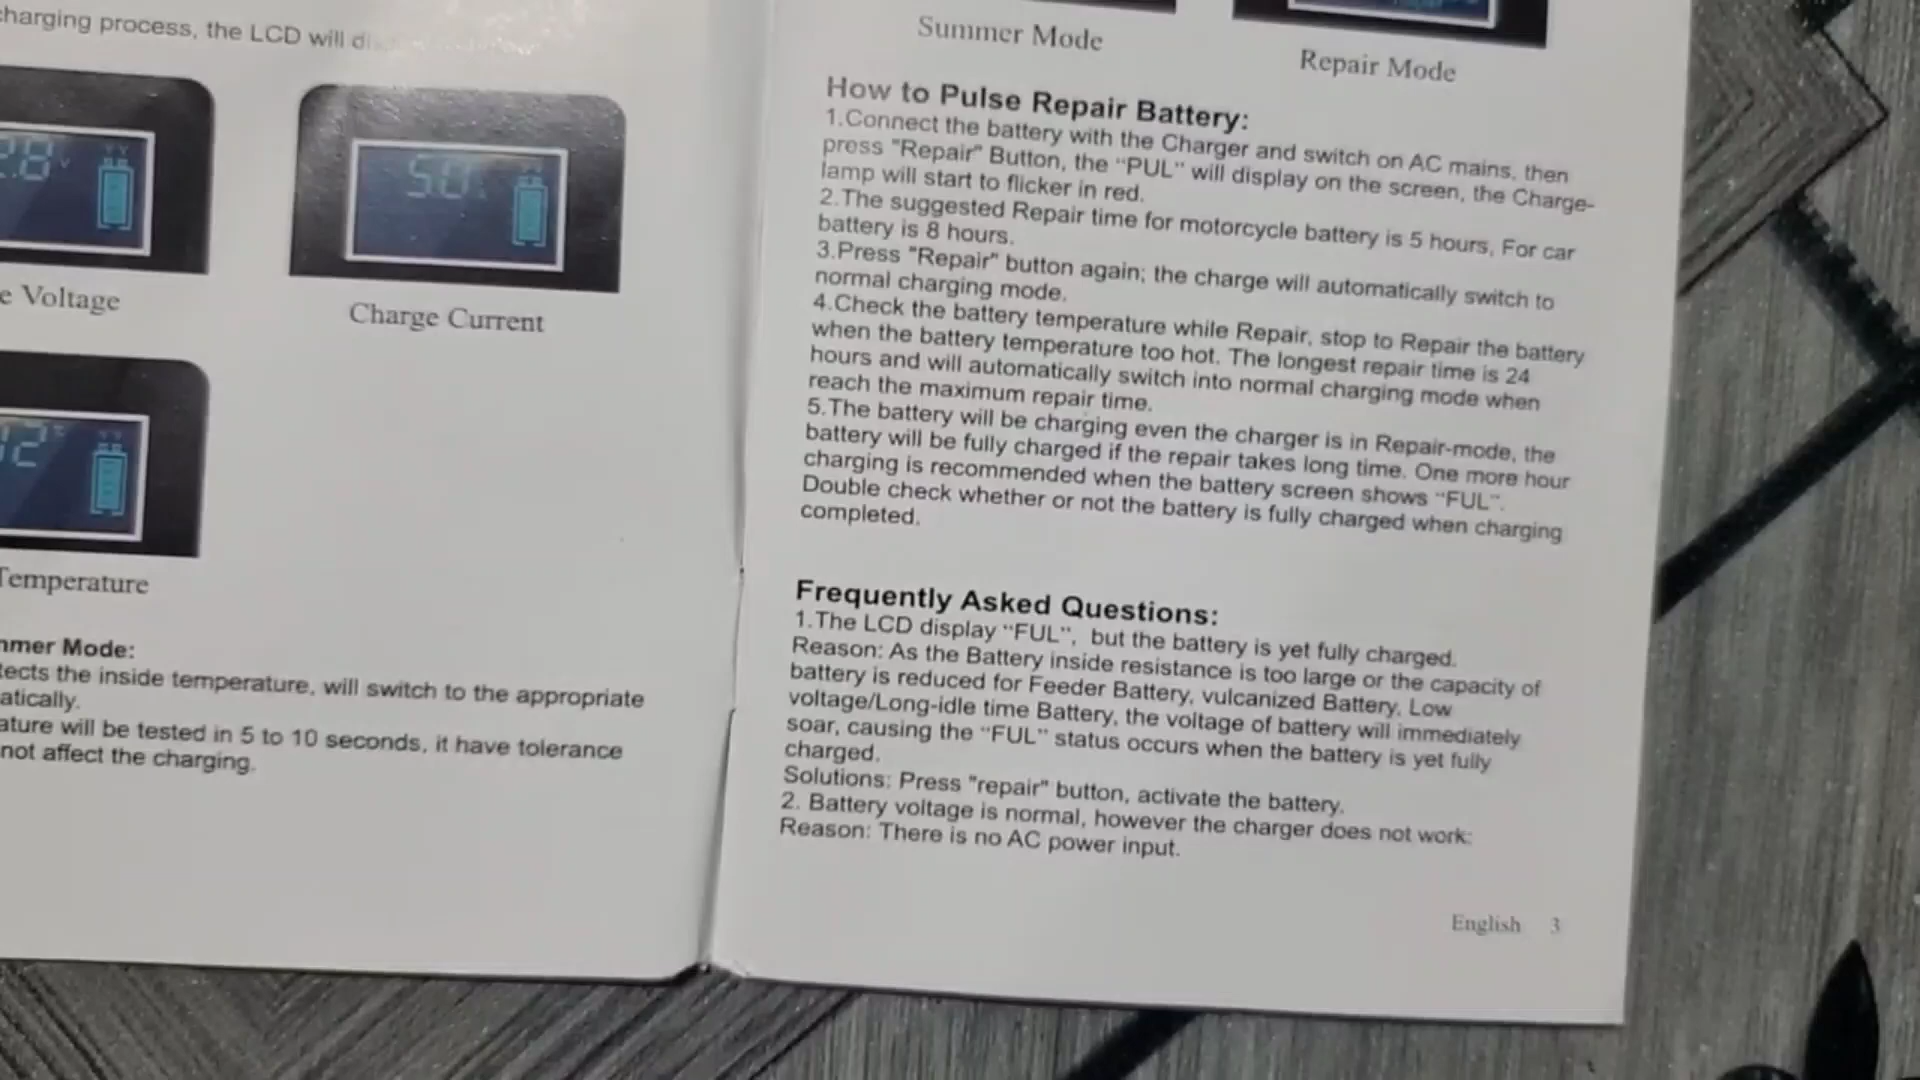 charging process, the LCD will
2.8 v
50
e Voltage
Charge Current
Temperature
mmer Mode:
tects the inside temperature, will switch to the appropriate
atically.
ature will be tested in 5 to 10 seconds, it have tolerance
not affect the charging.
Summer Mode
Repair Mode
How to Pulse Repair Battery:
1.Connect the battery with the Charger and switch on AC mains, then
press "Repair" Button, the "PUL" will display on the screen, the Charge-
lamp will start to flicker in red.
2.The suggested Repair time for motorcycle battery is 5 hours, For car
battery is 8 hours.
3.Press "Repair" button again; the charge will automatically switch to
normal charging mode.
4.Check the battery temperature while Repair, stop to Repair the battery
when the battery temperature too hot. The longest repair time is 24
hours and will automatically switch into normal charging mode when
reach the maximum repair time.
5.The battery will be charging even the charger is in Repair-mode, the
battery will be fully charged if the repair takes long time. One more hour
charging is recommended when the battery screen shows "FUL".
Double check whether or not the battery is fully charged when charging
completed.
Frequently Asked Questions:
1.The LCD display "FUL", but the battery is yet fully charged.
Reason: As the Battery inside resistance is too large or the capacity of
battery is reduced for Feeder Battery, vulcanized Battery, Low
voltage/Long-idle time Battery, the voltage of battery will immediately
soar, causing the "FUL" status occurs when the battery is yet fully
charged.
Solutions: Press "repair" button, activate the battery.
2. Battery voltage is normal, however the charger does not work:
Reason: There is no AC power input.
English 3